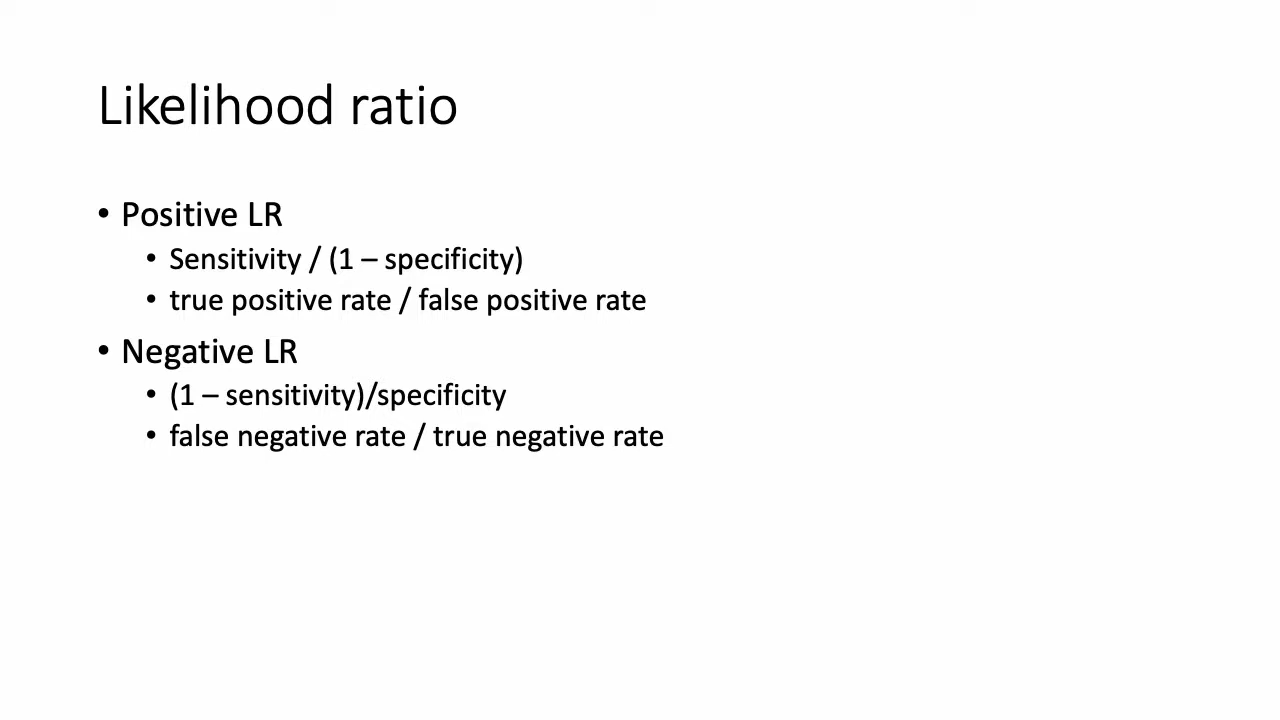 Likelihood ratio
• Positive LR
• Sensitivity / (1 – specificity)
• true positive rate / false positive rate
• Negative LR
• (1 – sensitivity)/specificity
• false negative rate / true negative rate